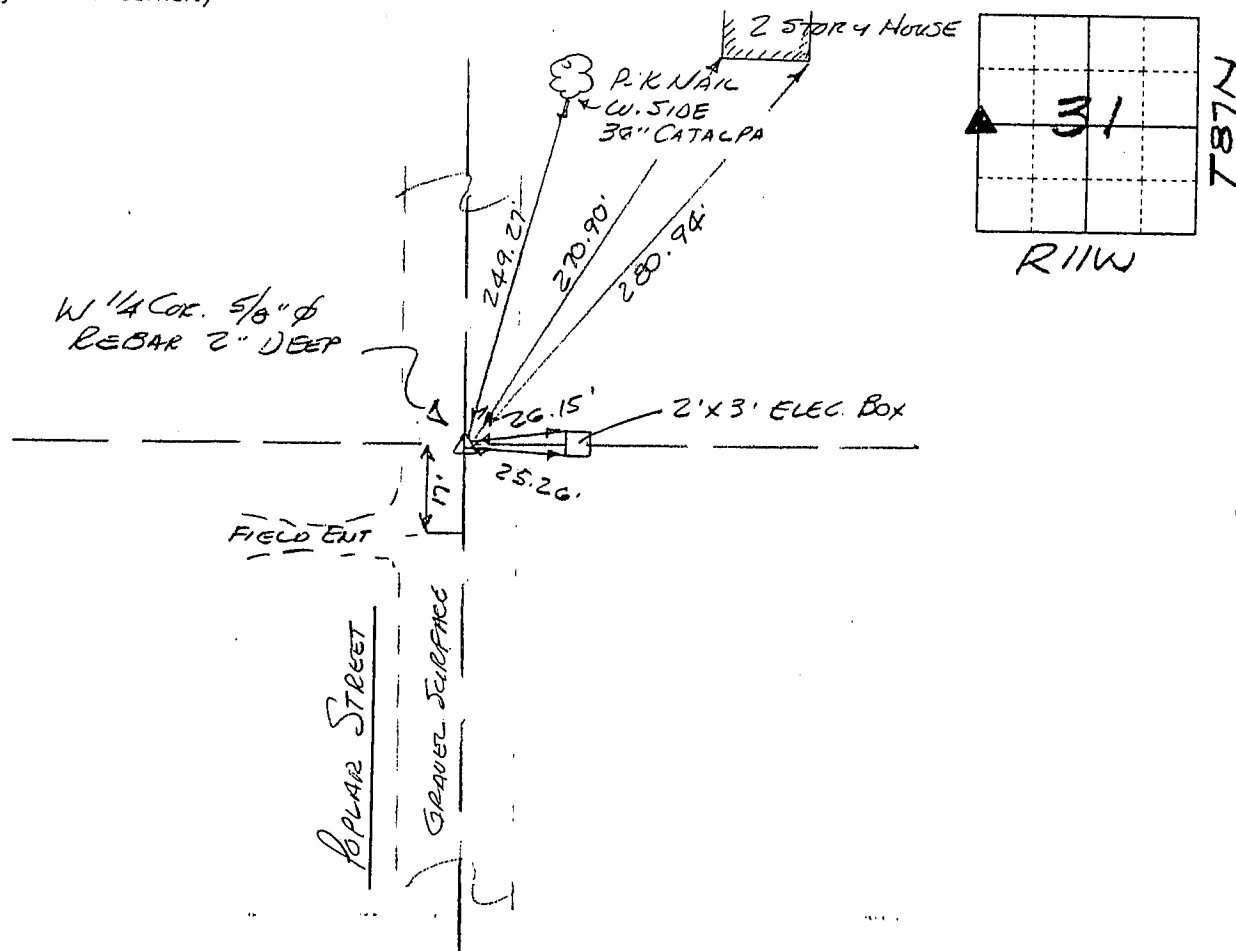 2 STORY HOUSE
P.K NAIL
W. SIDE
38" CATALPA
31
T87N
R11W
249.27'
270.90'
280.94'
W 1/4 COR. 5/8" ϕ
REBAR 2" DEEP
26.15'
2'X3' ELEC. BOX
25.26'
17'
FIELD ENT
POPLAR STREET
GRAVEL SURFACE